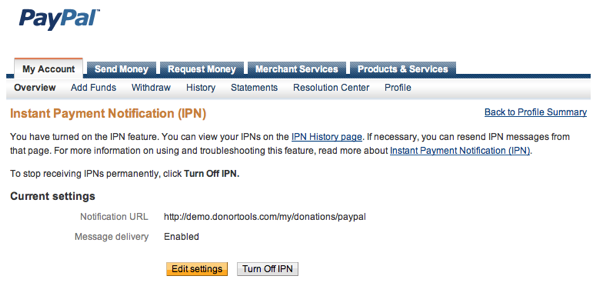 PayPal™
My Account Send Money Request Money Merchant Services Products & Services
Overview Add Funds Withdraw History Statements Resolution Center Profile
Instant Payment Notification (IPN) Back to Profile Summary
You have turned on the IPN feature. You can view your IPNs on the IPN History page. If necessary, you can resend IPN messages from
that page. For more information on using and troubleshooting this feature, read more about Instant Payment Notification (IPN).
To stop receiving IPNs permanently, click Turn Off IPN.
Current settings
Notification URL http://demo.donortools.com/my/donations/paypal
Message delivery Enabled
Edit settings Turn Off IPN